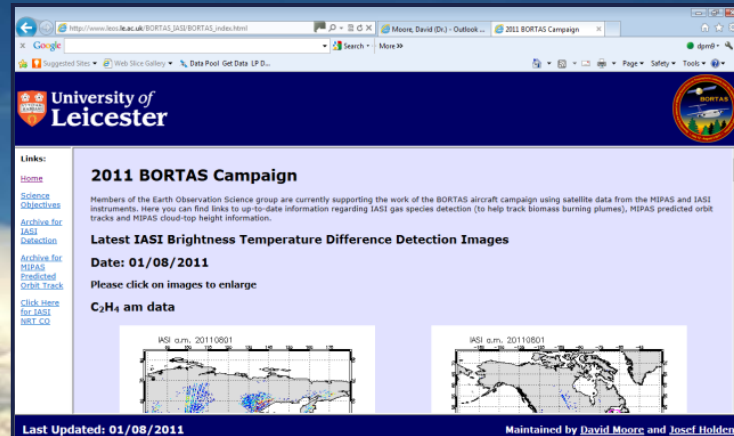 http://www.leos.le.ac.uk/BORTAS_IASI/BORTAS_index.html
Moore, David (Dr.) - Outlook ...
2011 BORTAS Campaign
x Google
Search
More >>
dpm9
Suggested Sites
Web Slice Gallery
Data Pool Get Data LP D...
Page
Safety
Tools
University of
Leicester
BORTAS
Links:
Home
Science
Objectives
Archive for
IASI
Detection
Archive for
MIPAS
Predicted
Orbit Track
Click Here
for IASI
NRT CO
2011 BORTAS Campaign
Members of the Earth Observation Science group are currently supporting the work of the BORTAS aircraft campaign using satellite data from the MIPAS and IASI
instruments. Here you can find links to up-to-date information regarding IASI gas species detection (to help track biomass burning plumes), MIPAS predicted orbit
tracks and MIPAS cloud-top height information.
Latest IASI Brightness Temperature Difference Detection Images
Date: 01/08/2011
Please click on images to enlarge
C₂H₄ am data
IASI a.m. 20110801
IASI a.m. 20110801
Last Updated: 01/08/2011
Maintained by David Moore and Josef Holden